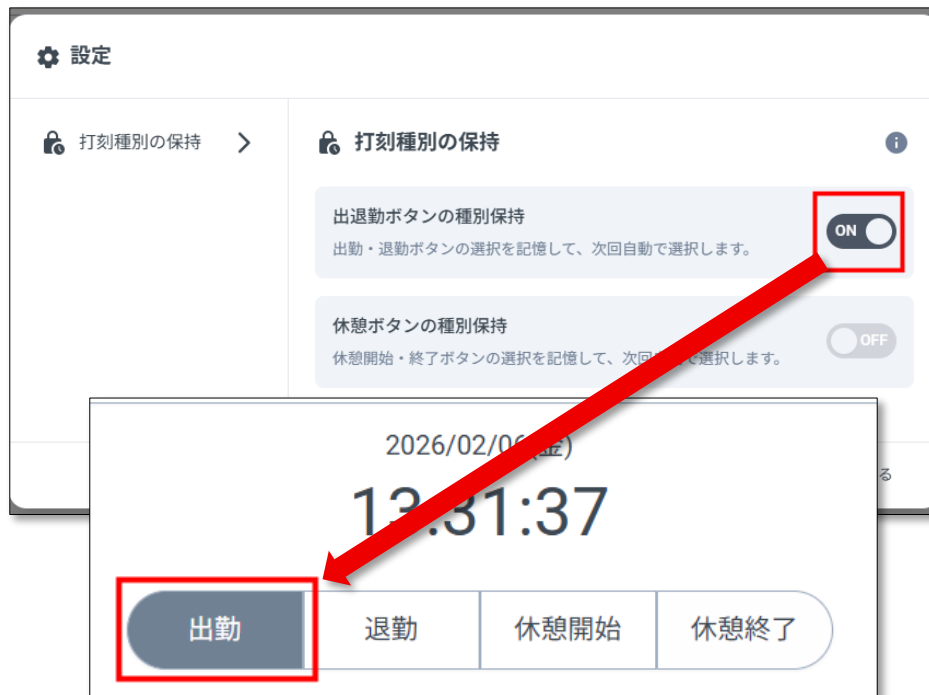 設定
打刻種別の保持
打刻種別の保持
出退勤ボタンの種別保持
ON
出勤・退勤ボタンの選択を記憶して、次回自動で選択します。
休憩ボタンの種別保持
OFF
休憩開始・終了ボタンの選択を記憶して、次回で選択します。
る
2026/02/06(金)
13:31:37
出勤
退勤
休憩開始
休憩終了